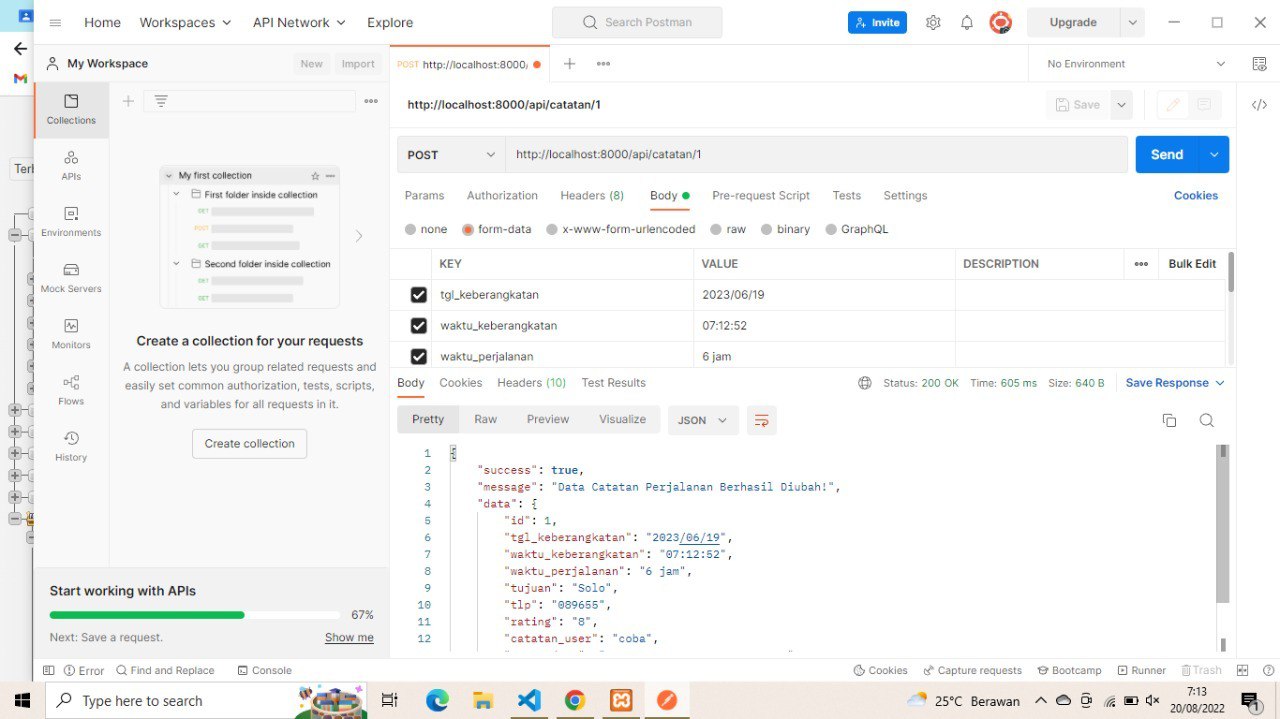 Home Workspaces API Network Explore Search Postman Invite Upgrade
My Workspace New Import POST http://localhost:8000/ No Environment
Collections
APIs
Environments
Mock Servers
Monitors
Flows
History
My first collection
First folder inside collection
GET
POST
GET
Second folder inside collection
GET
GET
Create a collection for your requests
A collection lets you group related requests and
easily set common authorization, tests, scripts,
and variables for all requests in it.
Create collection
Start working with APIs
67%
Next: Save a request. Show me
http://localhost:8000/api/catatan/1 Save
POST http://localhost:8000/api/catatan/1 Send
Params Authorization Headers (8) Body Pre-request Script Tests Settings Cookies
none form-data x-www-form-urlencoded raw binary GraphQL
KEY VALUE DESCRIPTION Bulk Edit
tgl_keberangkatan 2023/06/19
waktu_keberangkatan 07:12:52
waktu_perjalanan 6 jam
Body Cookies Headers (10) Test Results Status: 200 OK Time: 605 ms Size: 640 B Save Response
Pretty Raw Preview Visualize JSON
1 {
2 "success": true,
3 "message": "Data Catatan Perjalanan Berhasil Diubah!",
4 "data": {
5 "id": 1,
6 "tgl_keberangkatan": "2023/06/19",
7 "waktu_keberangkatan": "07:12:52",
8 "waktu_perjalanan": "6 jam",
9 "tujuan": "Solo",
10 "tlp": "089655",
11 "rating": "8",
12 "catatan_user": "coba",
Error Find and Replace Console Cookies Capture requests Bootcamp Runner Trash
Type here to search 25°C Berawan 7:13
20/08/2022 1